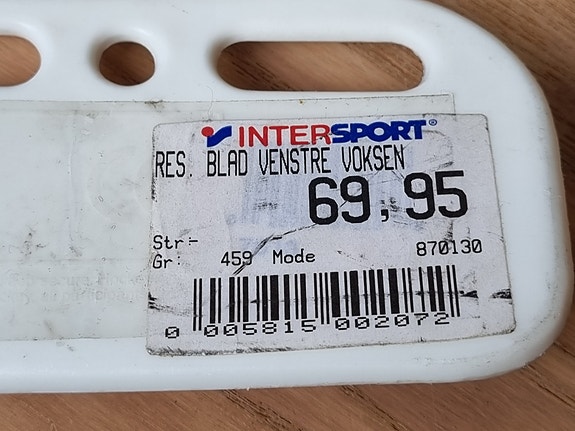 INTERSPORT®
RES. BLAD VENSTRE VOKSEN
69,95
Str:-
Gr: 459 Mode 870130
0 005815 002072